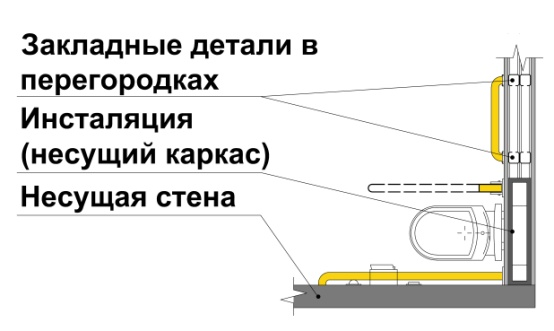 Закладные детали в
перегородках
Инсталяция
(несущий каркас)
Несущая стена